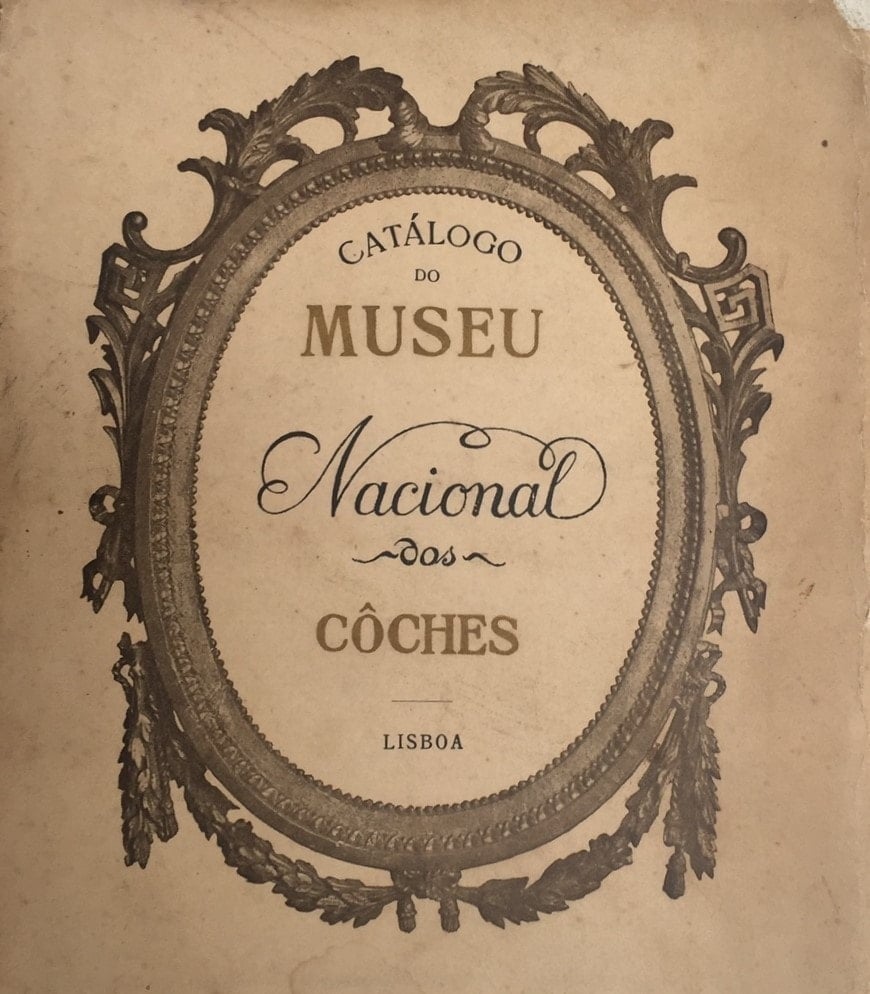 CATÁLOGO
DO
MUSEU
Nacional
~dos~
CÔCHES
LISBOA